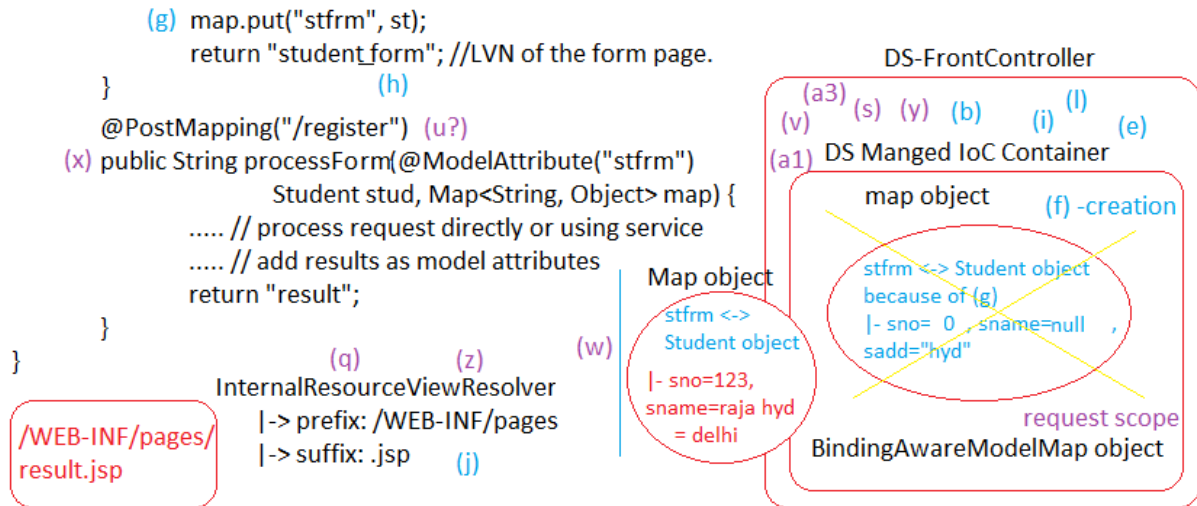 (g) map.put("stfrm", st);
return "student_form"; //LVN of the form page.
} (h)
@PostMapping("/register") (u?)
(x) public String processForm(@ModelAttribute("stfrm")
Student stud, Map<String, Object> map) {
..... // process request directly or using service
..... // add results as model attributes
return "result";
}
}
(q) (z)
InternalResourceViewResolver
|-> prefix: /WEB-INF/pages
|-> suffix: .jsp (j)
/WEB-INF/pages/
result.jsp
(w)
Map object
stfrm <->
Student object
|- sno=123,
sname=raja hyd
= delhi
DS-FrontController
(v) (a3) (s) (y) (b) (i) (l) (e)
(a1) DS Manged IoC Container
map object
(f) -creation
stfrm <-> Student object
because of (g)
|- sno= 0 , sname=null ,
sadd="hyd"
request scope
BindingAwareModelMap object